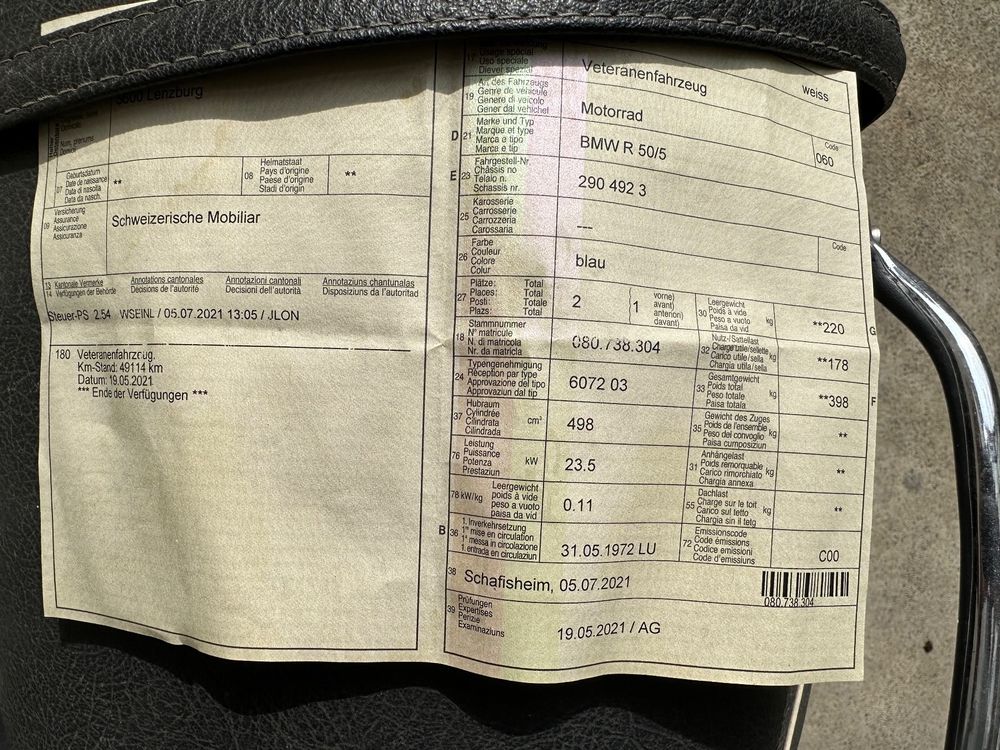 5600 Lenzburg
07 Geburtsdatum
Date de naissance
Data di nascita
Data da nasch.
**
08 Heimatstaat
Pays d'origine
Paese d'origine
Stadi d'origin
**
09 Versicherung
Assurance
Assicurazione
Assicuranza
Schweizerische Mobiliar
13 Kantonale Vermerke Annotations cantonales Annotazioni cantonali Annotaziuns chantunalas
14 Verfügungen der Behörde Décisions de l'autorité Decisioni dell'autorità Disposiziuns da l'autoritad
Steuer-PS 2.54 WSEINL / 05.07.2021 13:05 / JLON
180 Veteranenfahrzeug.
Km-Stand: 49114 km
Datum: 19.05.2021
*** Ende der Verfügungen ***
17 Usage spécial
Uso speciale
Diever spezial
Veteranenfahrzeug weiss
19 Art des Fahrzeugs
Genre de véhicule
Genere di veicolo
Gener dal vehichel
Motorrad
D 21 Marke und Typ
Marque et type
Marca e tipo
Marca e tip
BMW R 50/5
Code
060
E 23 Fahrgestell-Nr.
Châssis no
Telaio n.
Schassis nr.
290 492 3
25 Karosserie
Carrosserie
Carrozzeria
Carossaria
---
Code
26 Farbe
Couleur
Colore
Colur
blau
27 Plätze: Total
Places: Total
Posti: Totale
Plazs: Total
2
1 vorne)
avant)
anterior)
davant)
30 Leergewicht
Poids à vide
Peso a vuoto
Paisa da vid
kg
**220 G
18 Stammnummer
N° matricule
N. di matricola
Nr. da matricla
080.738.304
32 Nutz-/Sattellast
Charge utile/sellette
Carico utile/sella
Chargia utila/sella
kg
**178
24 Typengenehmigung
Réception par type
Approvazione del tipo
Approvaziun dal tip
6072 03
33 Gesamtgewicht
Poids total
Peso totale
Paisa totala
kg
**398 F
37 Hubraum
Cylindrée
Cilindrata
Cilindrada
cm³
498
35 Gewicht des Zuges
Poids de l'ensemble
Peso del convoglio
Paisa cumposiziun
kg
**
76 Leistung
Puissance
Potenza
Prestaziun
kW
23.5
31 Anhängelast
Poids remorquable
Carico rimorchiato
Chargia annexa
kg
**
78 kW/kg Leergewicht
poids à vide
peso a vuoto
paisa da vid
0.11
55 Dachlast
Charge sur le toit
Carico sul tetto
Chargia sin il tetg
kg
**
B 36 1. Inverkehrsetzung
1re mise en circulation
1a messa in circolazione
1. entrada en circulaziun
31.05.1972 LU
72 Emissionscode
Code émissions
Codice emissioni
Code d'emissiuns
C00
38 Schafisheim, 05.07.2021
080.738.304
39 Prüfungen
Expertises
Perizie
Examinaziuns
19.05.2021 / AG